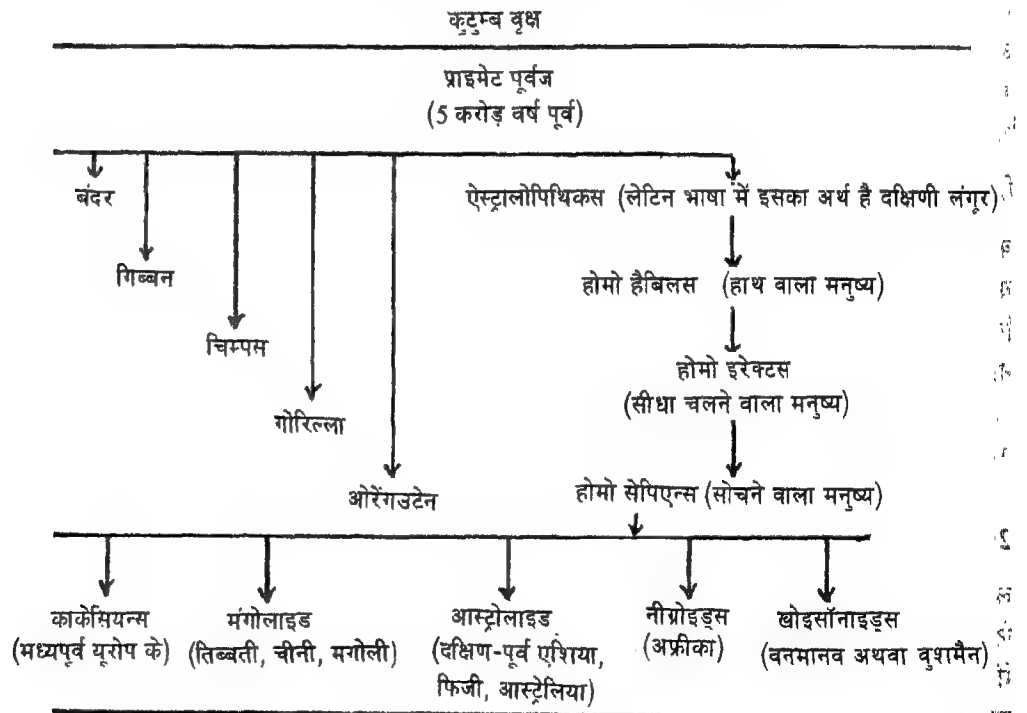 कुटुम्ब वृक्ष
प्राइमेट पूर्वज
(5 करोड़ वर्ष पूर्व)
बंदर
ऐस्ट्रालोपिथिकस (लेटिन भाषा में इसका अर्थ है दक्षिणी लंगूर)
गिब्बन
होमो हैबिलस (हाथ वाला मनुष्य)
चिम्पस
होमो इरेक्टस
(सीधा चलने वाला मनुष्य)
गोरिल्ला
ओरेंगउटेन
होमो सेपिएन्स (सोचने वाला मनुष्य)
कार्केसियन्स मंगोलाइड आस्ट्रोलाइड नीग्रोइड्स खोइसॉनाइड्स
(मध्यपूर्व यूरोप के) (तिब्बती, चीनी, मगोली) (दक्षिण-पूर्व एशिया, (अफ्रीका) (वनमानव अथवा वुशमैन)
फिजी, आस्ट्रेलिया)